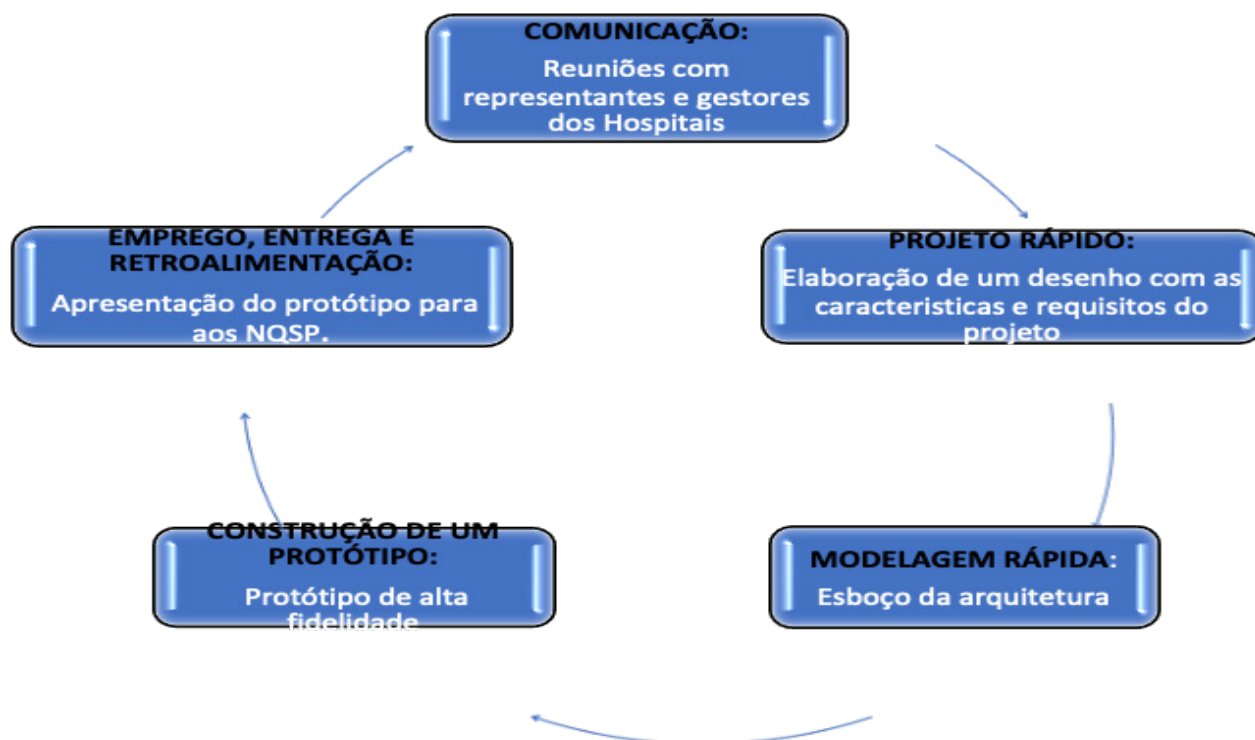 COMUNICAÇÃO:
Reuniões com
representantes e gestores
dos Hospitais
PROJETO RÁPIDO:
Elaboração de um desenho com as
caracteristicas e requisitos do
projeto
MODELAGEM RÁPIDA:
Esboço da arquitetura
CONSTRUÇÃO DE UM
PROTÓTIPO:
Protótipo de alta
fidelidade
EMPREGO, ENTREGA E
RETROALIMENTAÇÃO:
Apresentação do protótipo para
aos NQSP.